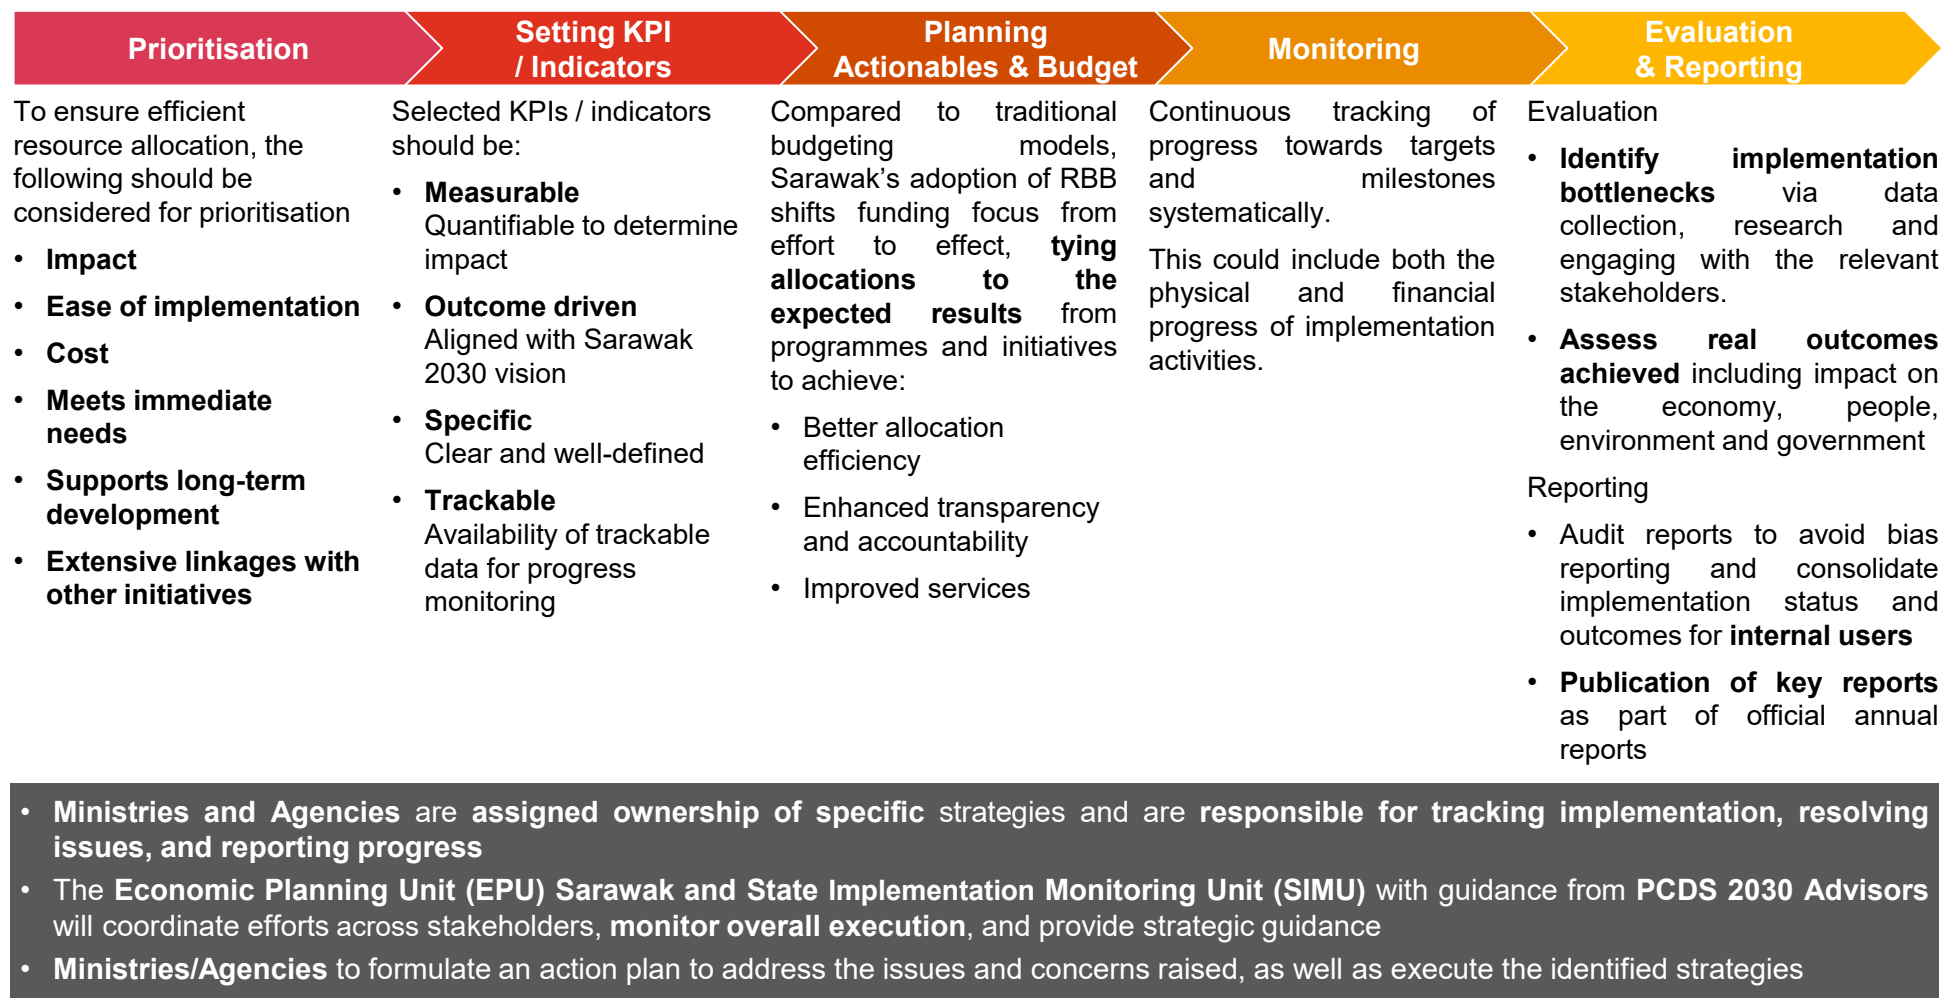 Prioritisation
Setting KPI
/ Indicators
Planning
Actionables & Budget
Monitoring
Evaluation
& Reporting
To ensure efficient
resource allocation, the
following should be
considered for prioritisation
• Impact
• Ease of implementation
• Cost
• Meets immediate
needs
• Supports long-term
development
• Extensive linkages with
other initiatives
Selected KPIs / indicators
should be:
• Measurable
Quantifiable to determine
impact
• Outcome driven
Aligned with Sarawak
2030 vision
• Specific
Clear and well-defined
• Trackable
Availability of trackable
data for progress
monitoring
Compared to traditional
budgeting models,
Sarawak’s adoption of RBB
shifts funding focus from
effort to effect, tying
allocations to the
expected results from
programmes and initiatives
to achieve:
• Better allocation
efficiency
• Enhanced transparency
and accountability
• Improved services
Continuous tracking of
progress towards targets
and milestones
systematically.
This could include both the
physical and financial
progress of implementation
activities.
Evaluation
• Identify implementation
bottlenecks via data
collection, research and
engaging with the relevant
stakeholders.
• Assess real outcomes
achieved including impact on
the economy, people,
environment and government
Reporting
• Audit reports to avoid bias
reporting and consolidate
implementation status and
outcomes for internal users
• Publication of key reports
as part of official annual
reports
• Ministries and Agencies are assigned ownership of specific strategies and are responsible for tracking implementation, resolving
issues, and reporting progress
• The Economic Planning Unit (EPU) Sarawak and State Implementation Monitoring Unit (SIMU) with guidance from PCDS 2030 Advisors
will coordinate efforts across stakeholders, monitor overall execution, and provide strategic guidance
• Ministries/Agencies to formulate an action plan to address the issues and concerns raised, as well as execute the identified strategies